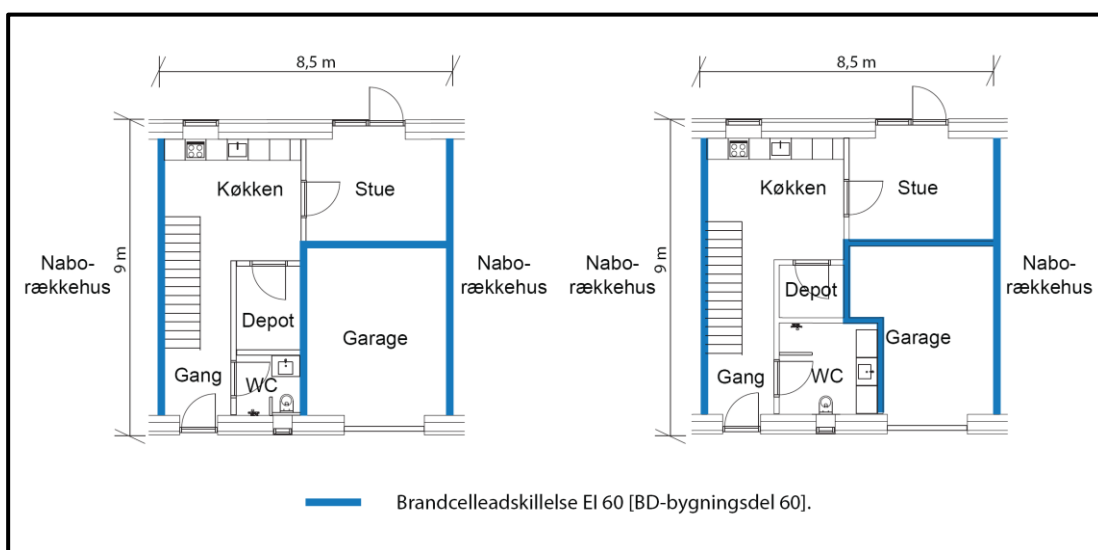 8,5 m
Køkken
Stue
Nabo-
rækkehus
9 m
Nabo-
rækkehus
Depot
Garage
Gang
WC
8,5 m
Køkken
Stue
Nabo-
rækkehus
9 m
Nabo-
rækkehus
Depot
Garage
Gang
WC
Brandcelleadskillelse EI 60 [BD-bygningsdel 60].